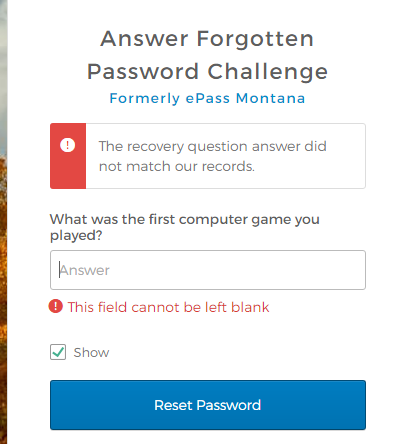 Answer Forgotten
Password Challenge
Formerly ePass Montana
The recovery question answer did
not match our records.
What was the first computer game you
played?
Answer
This field cannot be left blank
Show
Reset Password